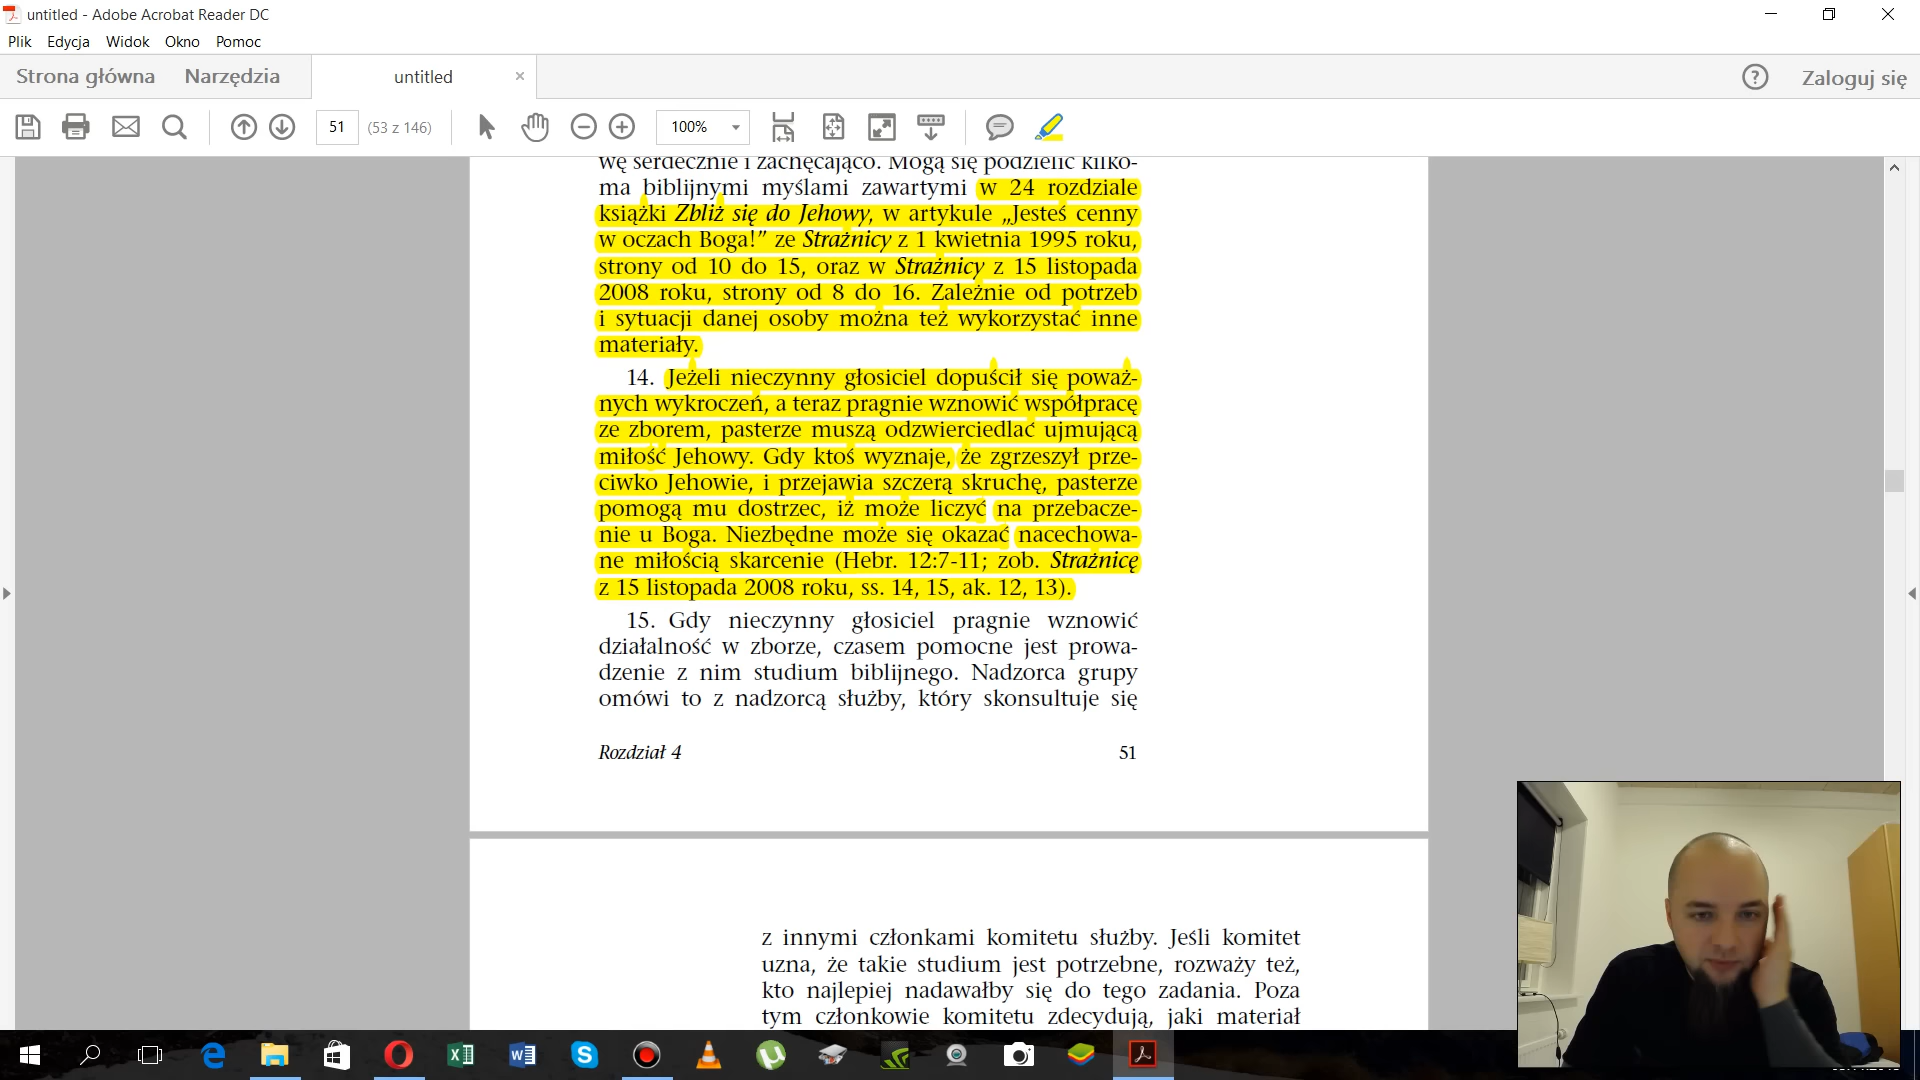 untitled - Adobe Acrobat Reader DC
Plik Edycja Widok Okno Pomoc
Strona główna Narzędzia untitled Zaloguj się
51 (53 z 146) 100%
wę serdecznie i zachęcająco. Mogą się podzielić kilko-
ma biblijnymi myślami zawartymi w 24 rozdziale
książki Zbliż się do Jehowy, w artykule „Jesteś cenny
w oczach Boga!” ze Strażnicy z 1 kwietnia 1995 roku,
strony od 10 do 15, oraz w Strażnicy z 15 listopada
2008 roku, strony od 8 do 16. Zależnie od potrzeb
i sytuacji danej osoby można też wykorzystać inne
materiały.
14. Jeżeli nieczynny głosiciel dopuścił się poważ-
nych wykroczeń, a teraz pragnie wznowić współpracę
ze zborem, pasterze muszą odzwierciedlać ujmującą
miłość Jehowy. Gdy ktoś wyznaje, że zgrzeszył prze-
ciwko Jehowie, i przejawia szczerą skruchę, pasterze
pomogą mu dostrzec, iż może liczyć na przebacze-
nie u Boga. Niezbędne może się okazać nacechowa-
ne miłością skarcenie (Hebr. 12:7-11; zob. Strażnicę
z 15 listopada 2008 roku, ss. 14, 15, ak. 12, 13).
15. Gdy nieczynny głosiciel pragnie wznowić
działalność w zborze, czasem pomocne jest prowa-
dzenie z nim studium biblijnego. Nadzorca grupy
omówi to z nadzorcą służby, który skonsultuje się
Rozdział 4 51
z innymi członkami komitetu służby. Jeśli komitet
uzna, że takie studium jest potrzebne, rozważy też,
kto najlepiej nadawałby się do tego zadania. Poza
tym członkowie komitetu zdecydują, jaki materiał